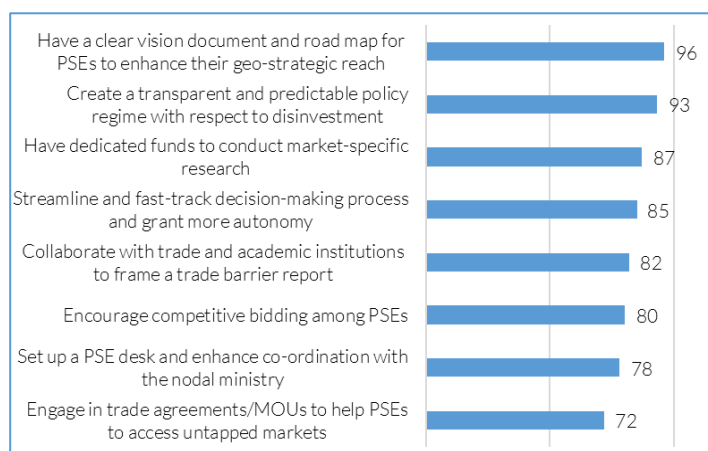 Have a clear vision document and road map for
PSEs to enhance their geo-strategic reach
96
Create a transparent and predictable policy
regime with respect to disinvestment
93
Have dedicated funds to conduct market-specific
research
87
Streamline and fast-track decision-making process
and grant more autonomy
85
Collaborate with trade and academic institutions
to frame a trade barrier report
82
Encourage competitive bidding among PSEs
80
Set up a PSE desk and enhance co-ordination with
the nodal ministry
78
Engage in trade agreements/MOUs to help PSEs
to access untapped markets
72